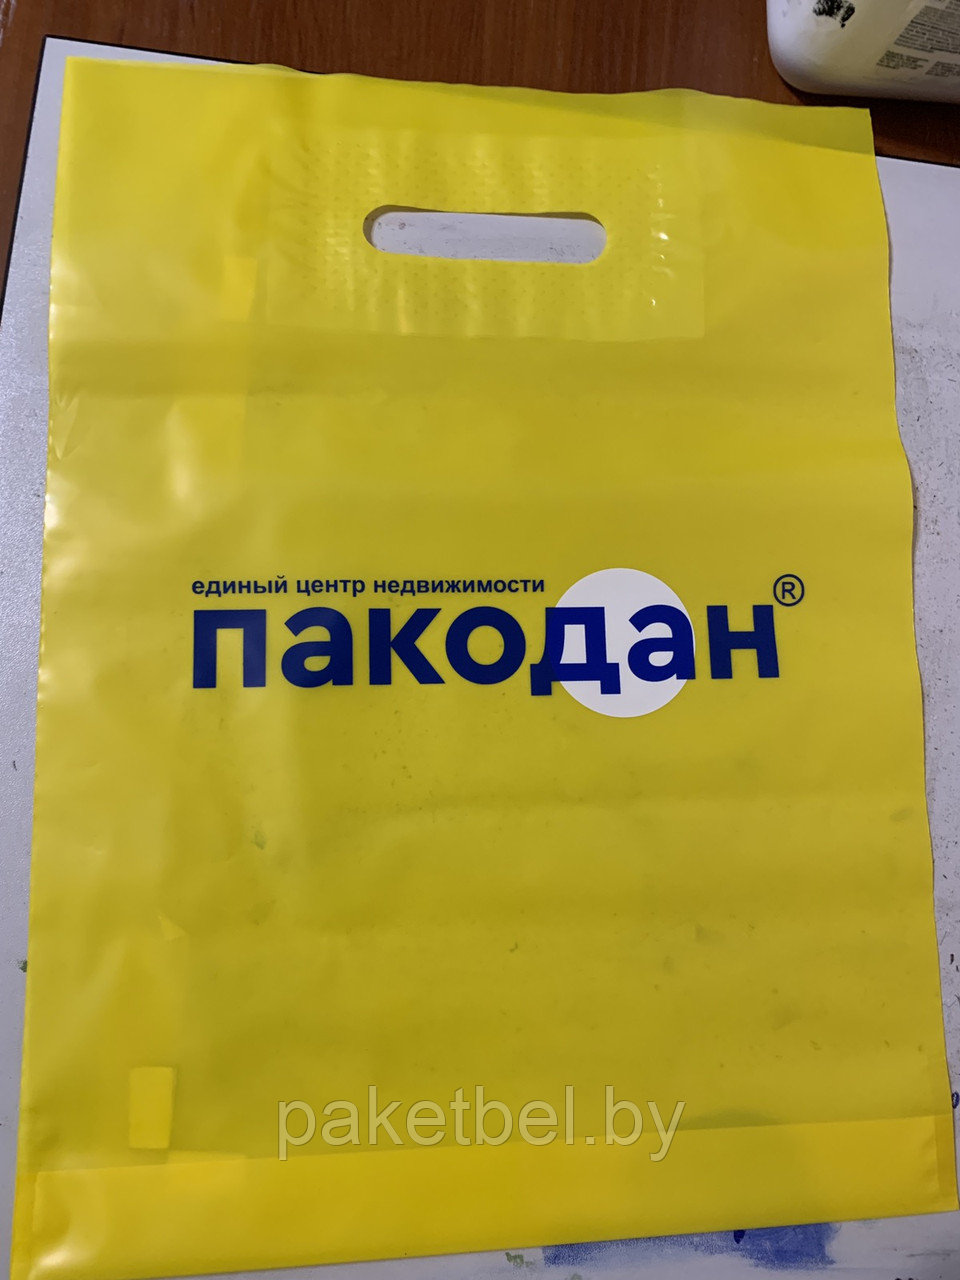 единый центр недвижимости
пакодан®
paketbel.by